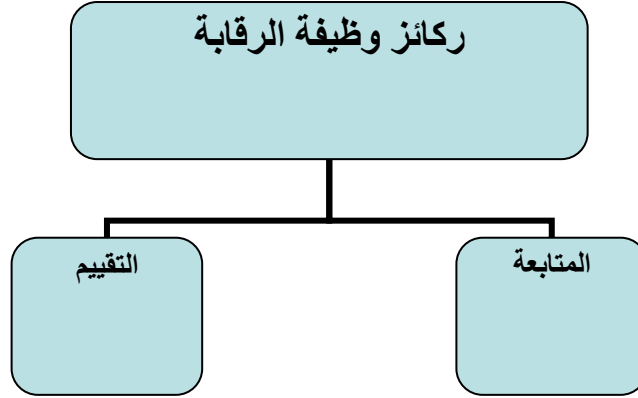 ركائز وظيفة الرقابة
المتابعة
التقييم